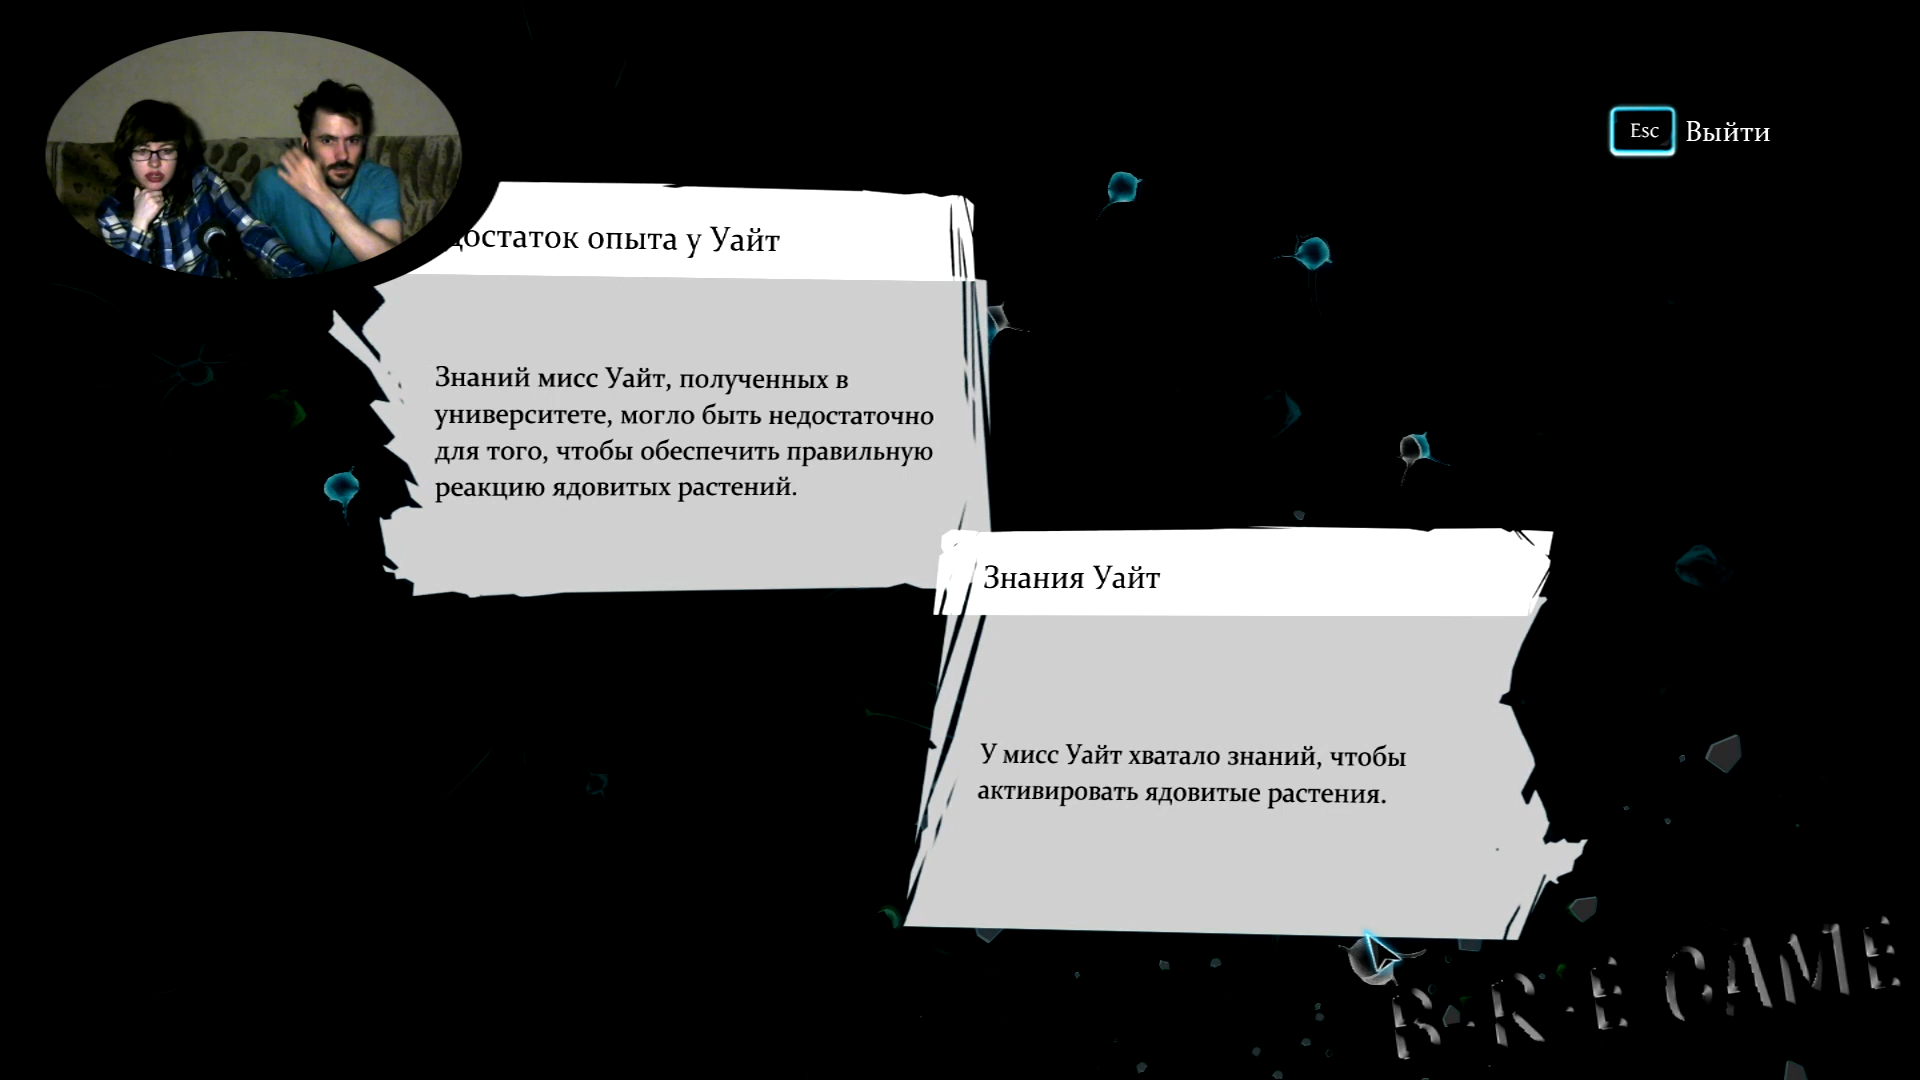 Esc Выйти
достаток опыта у Уайт
Знаний мисс Уайт, полученных в
университете, могло быть недостаточно
для того, чтобы обеспечить правильную
реакцию ядовитых растений.
Знания Уайт
У мисс Уайт хватало знаний, чтобы
активировать ядовитые растения.
B-R-E GAME